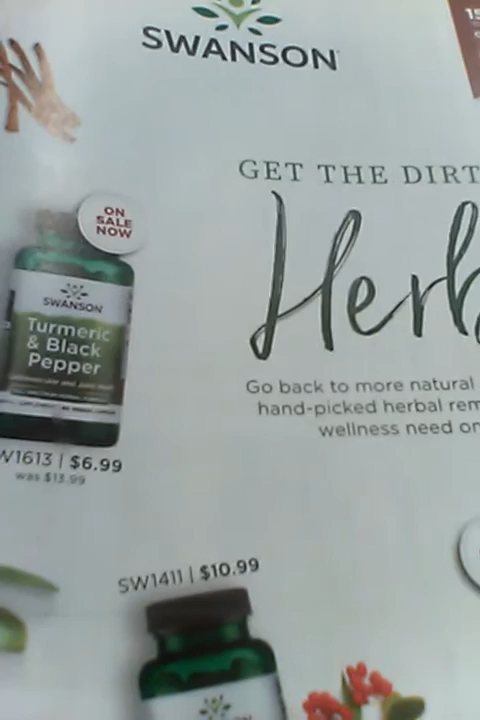 SWANSON
15
GET THE DIRT
Herb
ON
SALE
NOW
SWANSON
Turmeric
& Black
Pepper
Go back to more natural
hand-picked herbal rem
wellness need on
W1613 | $6.99
was $13.99
SW1411 | $10.99